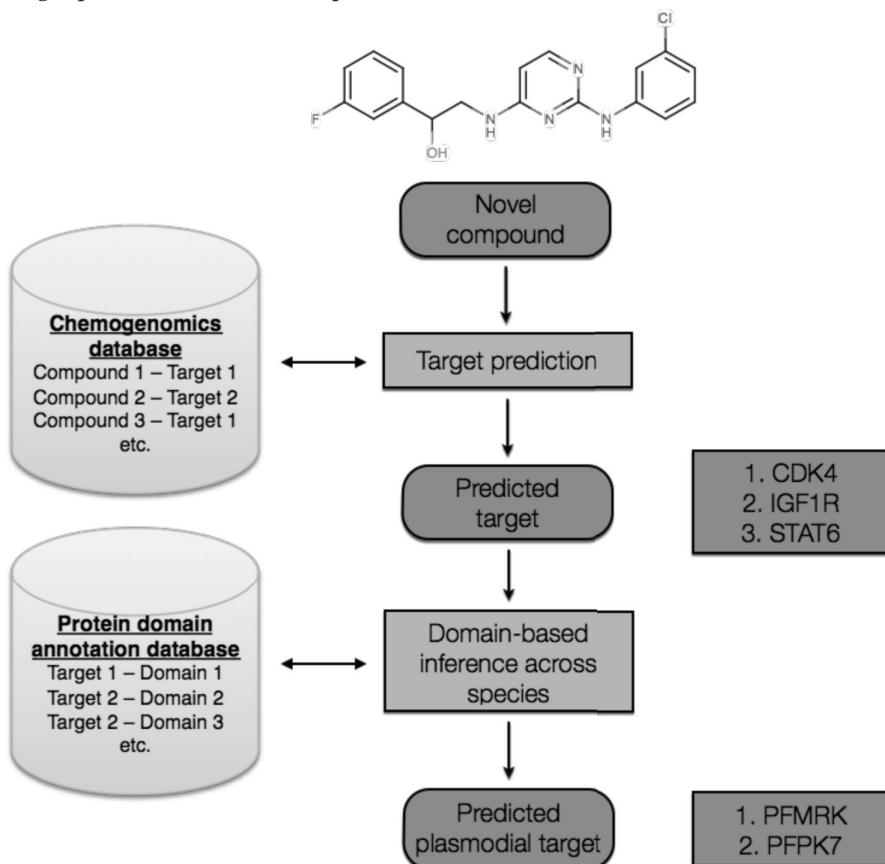 Cl
F
OH
N
H
N
N
N
H
Novel
compound
Chemogenomics
database
Compound 1 – Target 1
Compound 2 – Target 2
Compound 3 – Target 1
etc.
Target prediction
Predicted
target
1. CDK4
2. IGF1R
3. STAT6
Protein domain
annotation database
Target 1 – Domain 1
Target 2 – Domain 2
Target 2 – Domain 3
etc.
Domain-based
inference across
species
Predicted
plasmodial target
1. PFMRK
2. PFPK7